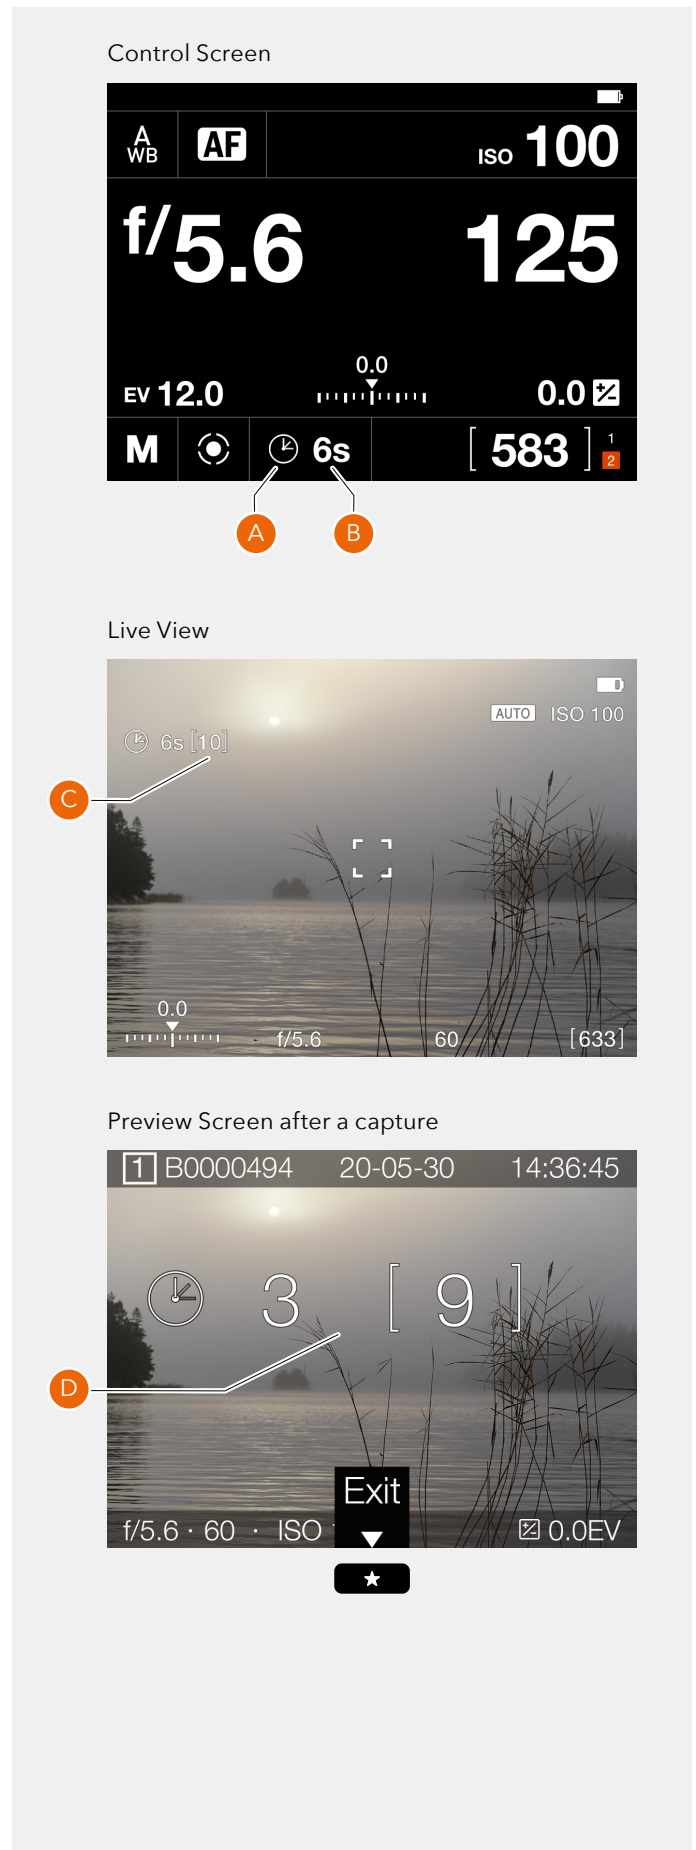 Control Screen
A
WB
AF
ISO 100
f/5.6 125
0.0
EV 12.0
0.0
M
6s
[583]
1
2
A
B
Live View
AUTO ISO 100
6s [10]
C
0.0
f/5.6 60 [633]
Preview Screen after a capture
1 B0000494 20-05-30 14:36:45
3 [9]
D
Exit
f/5.6 · 60 · ISO
0.0EV